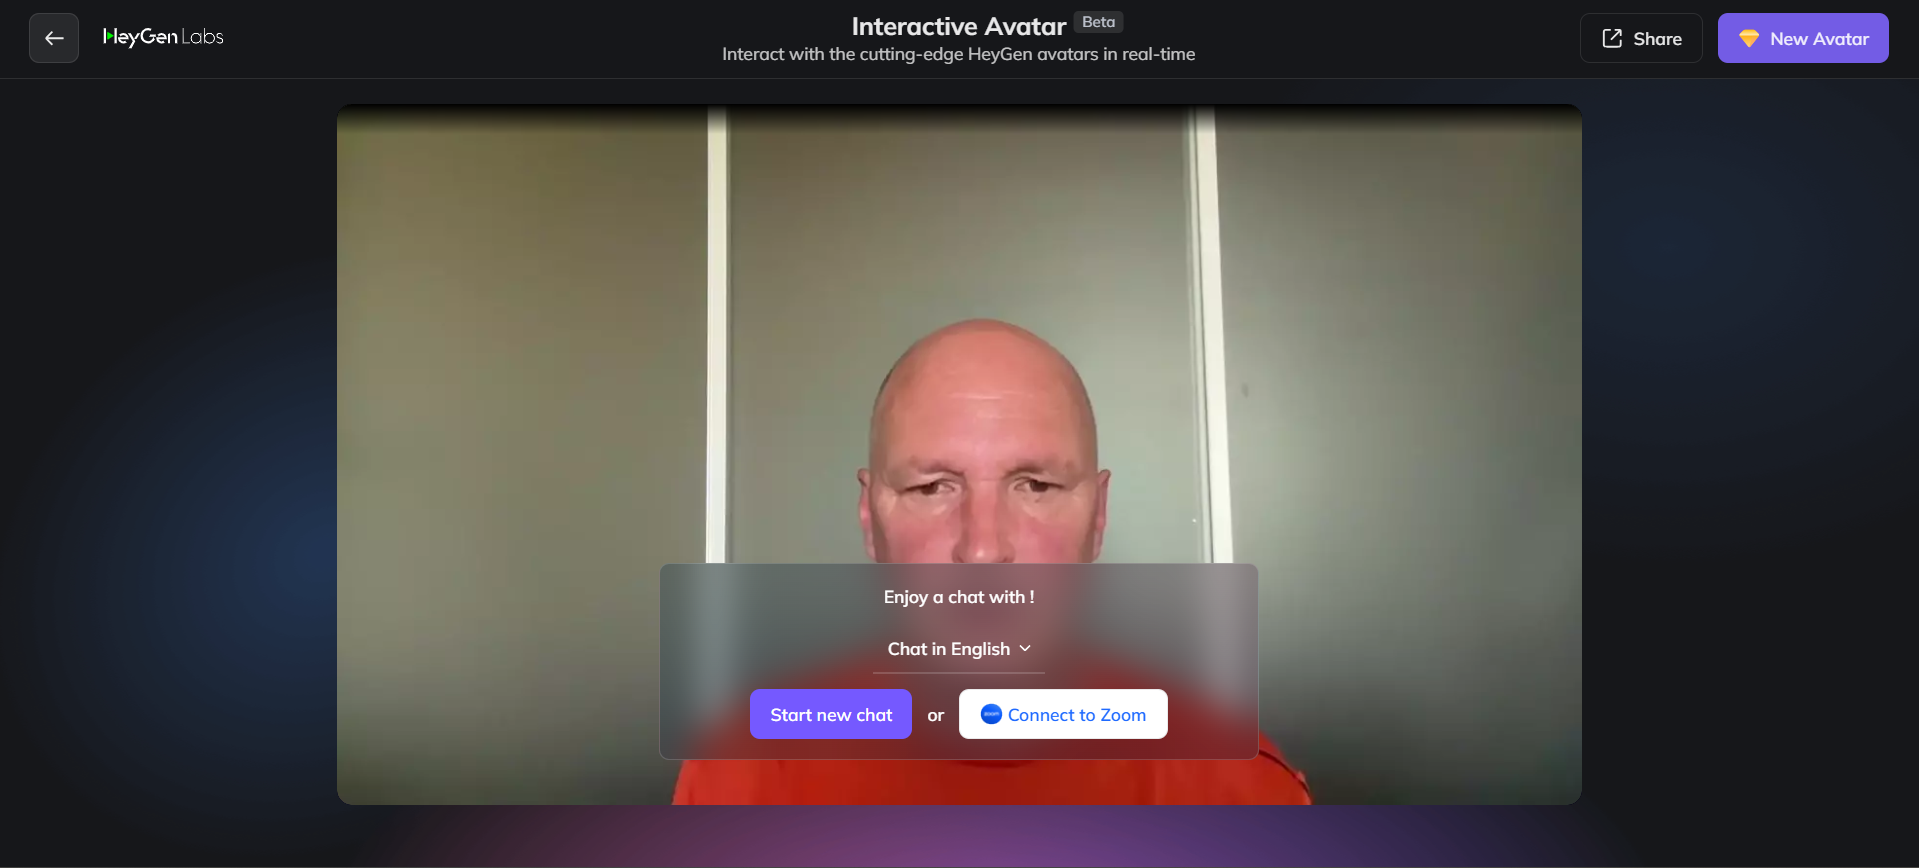 HeyGen Labs
Interactive Avatar Beta
Interact with the cutting-edge HeyGen avatars in real-time
Share
New Avatar
Enjoy a chat with !
Chat in English
Start new chat
or
Connect to Zoom